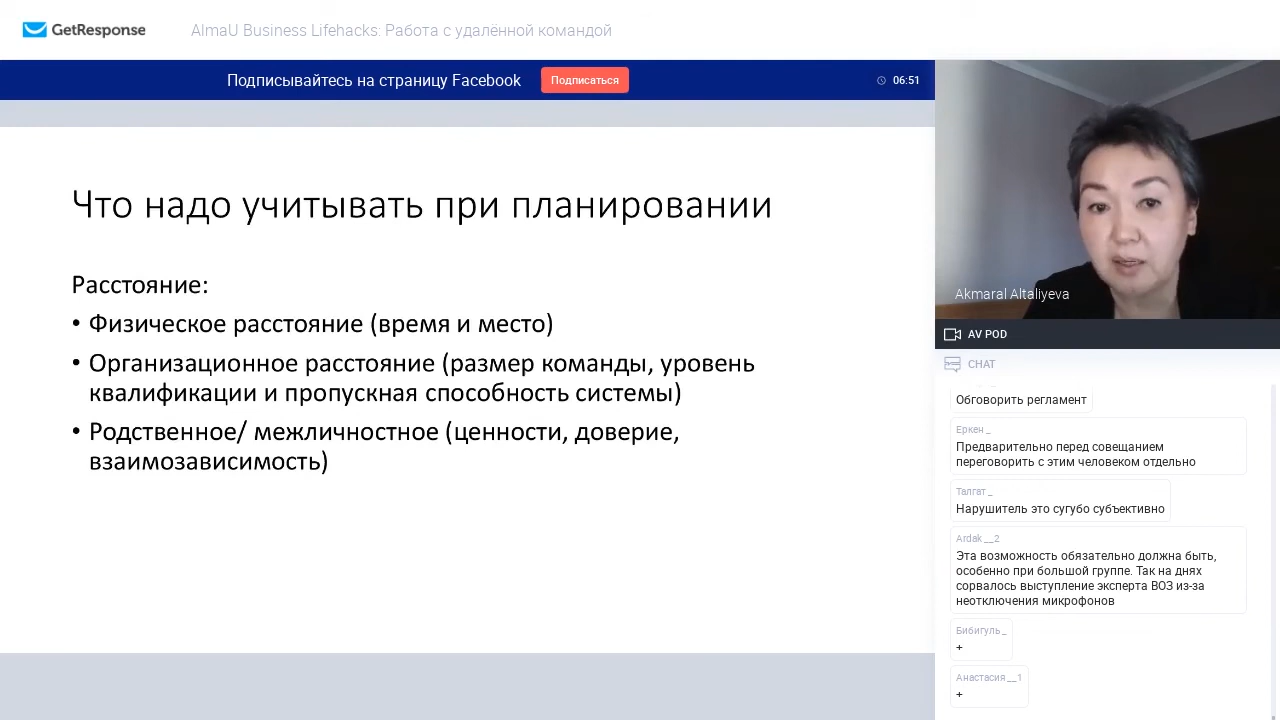 GetResponse
AlmaU Business Lifehacks: Работа с удалённой командой
Подписывайтесь на страницу Facebook
Подписаться
06:51
Что надо учитывать при планировании
Расстояние:
• Физическое расстояние (время и место)
• Организационное расстояние (размер команды, уровень
квалификации и пропускная способность системы)
• Родственное/ межличностное (ценности, доверие,
взаимозависимость)
Akmaral Altaliyeva
AV POD
CHAT
Обговорить регламент
Еркен _
Предварительно перед совещанием
переговорить с этим человеком отдельно
Талгат _
Нарушитель это сугубо субъективно
Ardak __2
Эта возможность обязательно должна быть,
особенно при большой группе. Так на днях
сорвалось выступление эксперта ВОЗ из-за
неотключения микрофонов
Бибигуль _
+
Анастасия __1
+